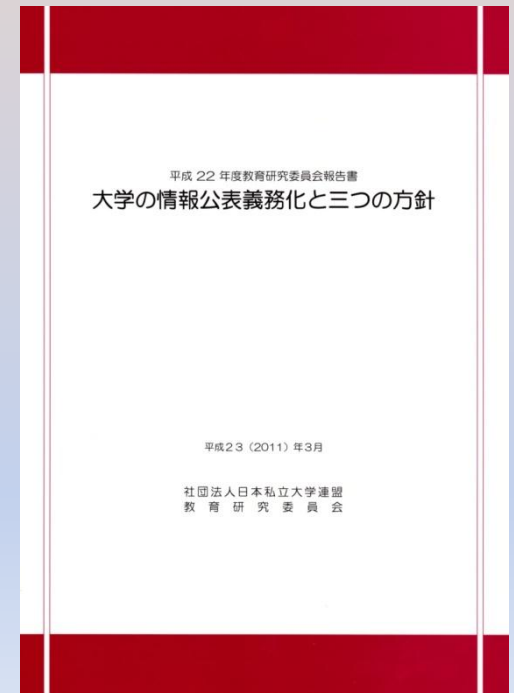 平成 22 年度教育研究委員会報告書
大学の情報公表義務化と三つの方針
平成23（2011）年3月
社団法人日本私立大学連盟
教 育 研 究 委 員 会